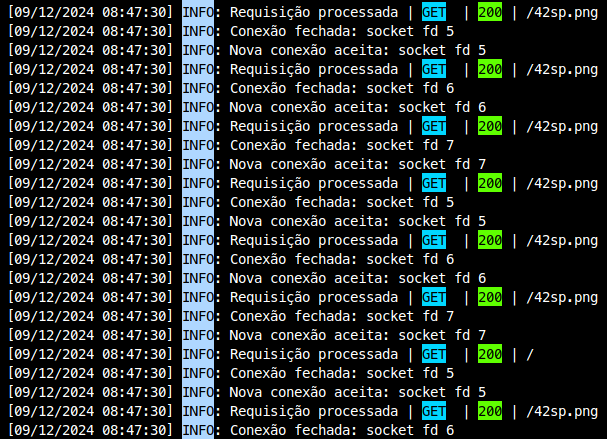 [09/12/2024 08:47:30] INFO: Requisição processada | GET | 200 | /42sp.png
[09/12/2024 08:47:30] INFO: Conexão fechada: socket fd 5
[09/12/2024 08:47:30] INFO: Nova conexão aceita: socket fd 5
[09/12/2024 08:47:30] INFO: Requisição processada | GET | 200 | /42sp.png
[09/12/2024 08:47:30] INFO: Conexão fechada: socket fd 6
[09/12/2024 08:47:30] INFO: Nova conexão aceita: socket fd 6
[09/12/2024 08:47:30] INFO: Requisição processada | GET | 200 | /42sp.png
[09/12/2024 08:47:30] INFO: Conexão fechada: socket fd 7
[09/12/2024 08:47:30] INFO: Nova conexão aceita: socket fd 7
[09/12/2024 08:47:30] INFO: Requisição processada | GET | 200 | /42sp.png
[09/12/2024 08:47:30] INFO: Conexão fechada: socket fd 5
[09/12/2024 08:47:30] INFO: Nova conexão aceita: socket fd 5
[09/12/2024 08:47:30] INFO: Requisição processada | GET | 200 | /42sp.png
[09/12/2024 08:47:30] INFO: Conexão fechada: socket fd 6
[09/12/2024 08:47:30] INFO: Nova conexão aceita: socket fd 6
[09/12/2024 08:47:30] INFO: Requisição processada | GET | 200 | /42sp.png
[09/12/2024 08:47:30] INFO: Conexão fechada: socket fd 7
[09/12/2024 08:47:30] INFO: Nova conexão aceita: socket fd 7
[09/12/2024 08:47:30] INFO: Requisição processada | GET | 200 | /
[09/12/2024 08:47:30] INFO: Conexão fechada: socket fd 5
[09/12/2024 08:47:30] INFO: Nova conexão aceita: socket fd 5
[09/12/2024 08:47:30] INFO: Requisição processada | GET | 200 | /42sp.png
[09/12/2024 08:47:30] INFO: Conexão fechada: socket fd 6